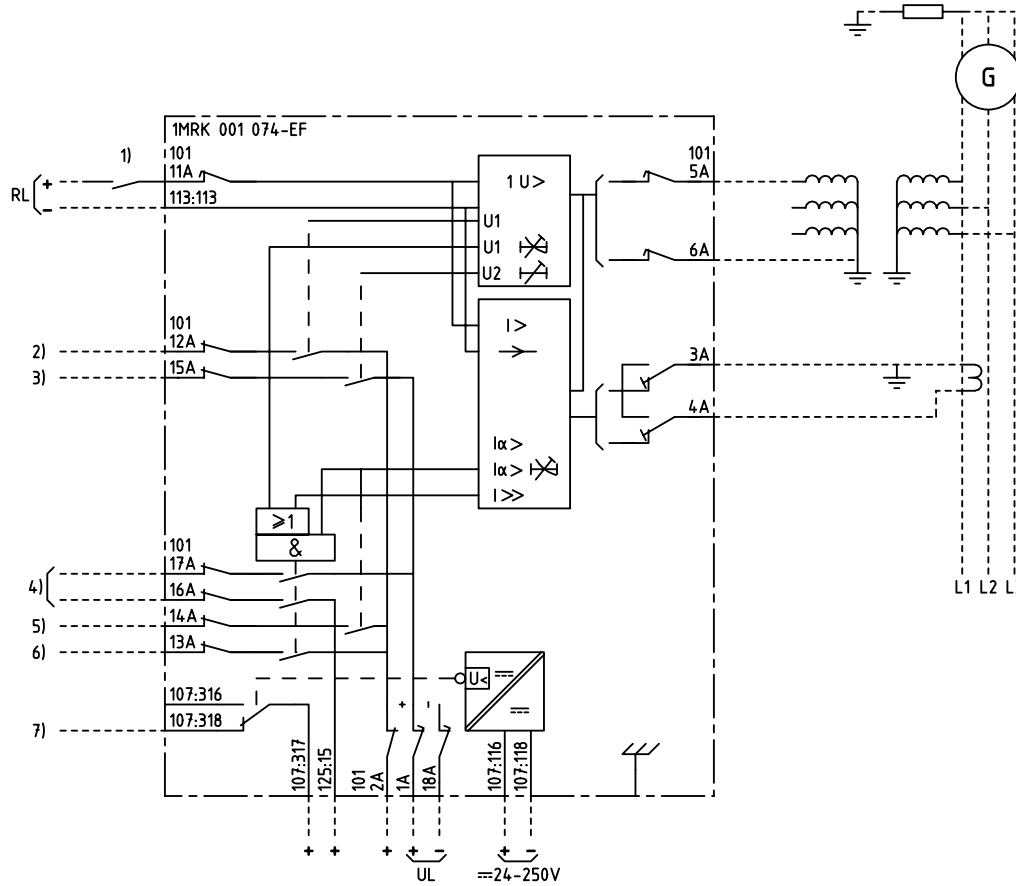 G
1MRK 001 074-EF
1)
101
101
11A
5A
RL
+
-
1 U>
113:113
U1
U1
U2
6A
101
I>
2)
12A
3A
3)
15A
4A
Iα>
Iα>
I>>
≥1
&
101
17A
4)
16A
L1 L2 L
5)
14A
6)
13A
U<
107:316
107:318
7)
+ -
107:317
125:15
101
2A
1A
18A
107:116
107:118
+ + + + - + -
UL
24-250V